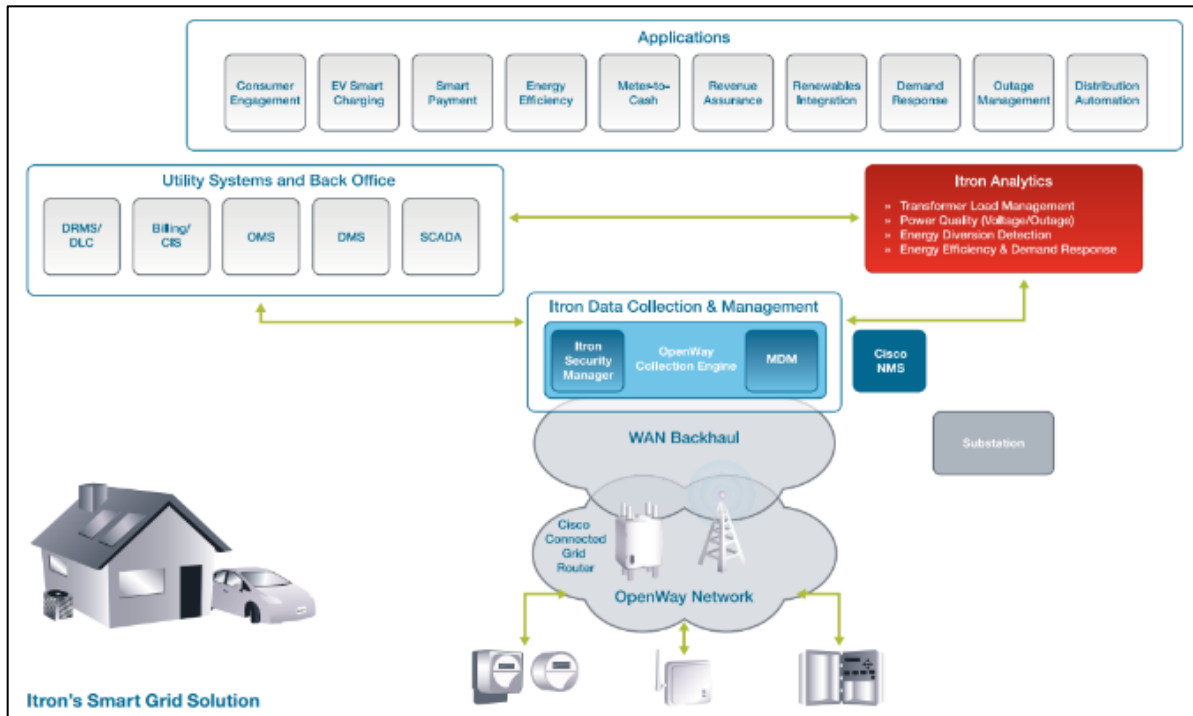 Applications
Consumer
Engagement
EV Smart
Charging
Smart
Payment
Energy
Efficiency
Meter-to-
Cash
Revenue
Assurance
Renewables
Integration
Demand
Response
Outage
Management
Distribution
Automation
Utility Systems and Back Office
DRMS/
DLC
Billing/
CIS
OMS
DMS
SCADA
Itron Analytics
» Transformer Load Management
» Power Quality (Voltage/Outage)
» Energy Diversion Detection
» Energy Efficiency & Demand Response
Itron Data Collection & Management
Itron
Security
Manager
OpenWay
Collection Engine
MDM
Cisco
NMS
WAN Backhaul
Substation
Cisco
Connected
Grid
Router
OpenWay Network
Itron's Smart Grid Solution